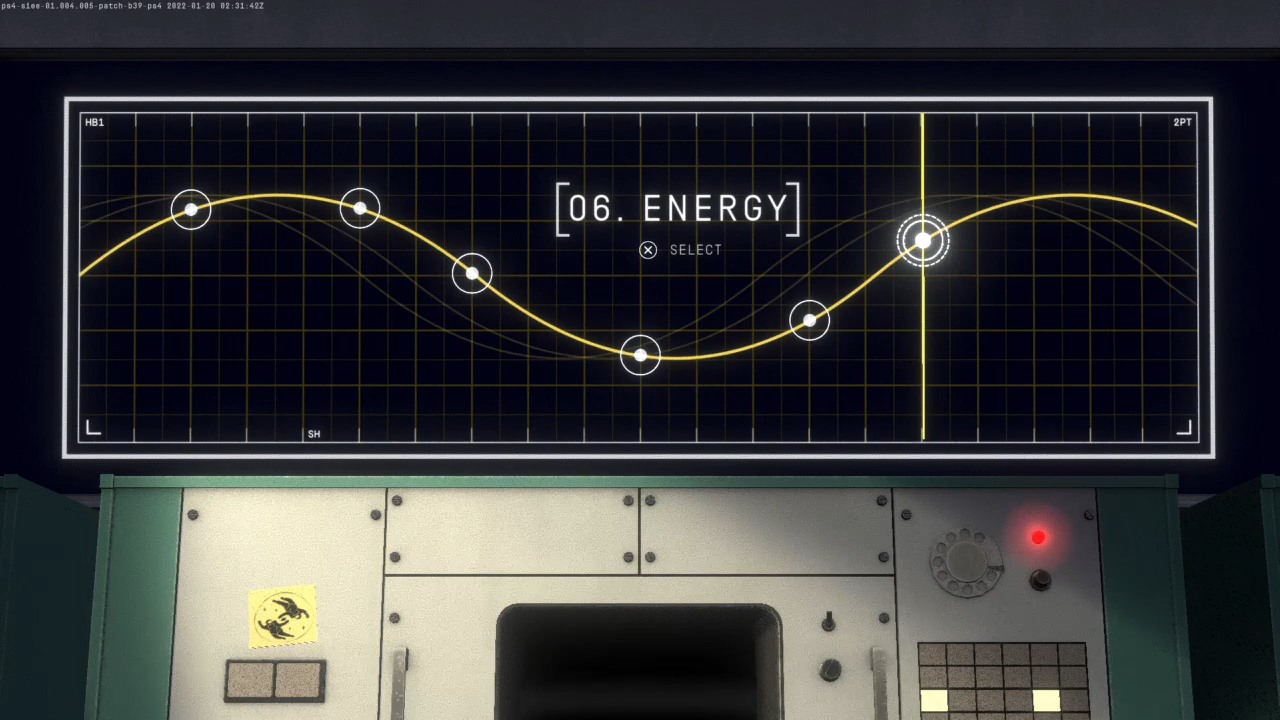 ps4-siee-01.004.005-patch-b39-ps4 2022-01-20 02:31:42Z
HB1
2PT
[06. ENERGY]
SELECT
SH